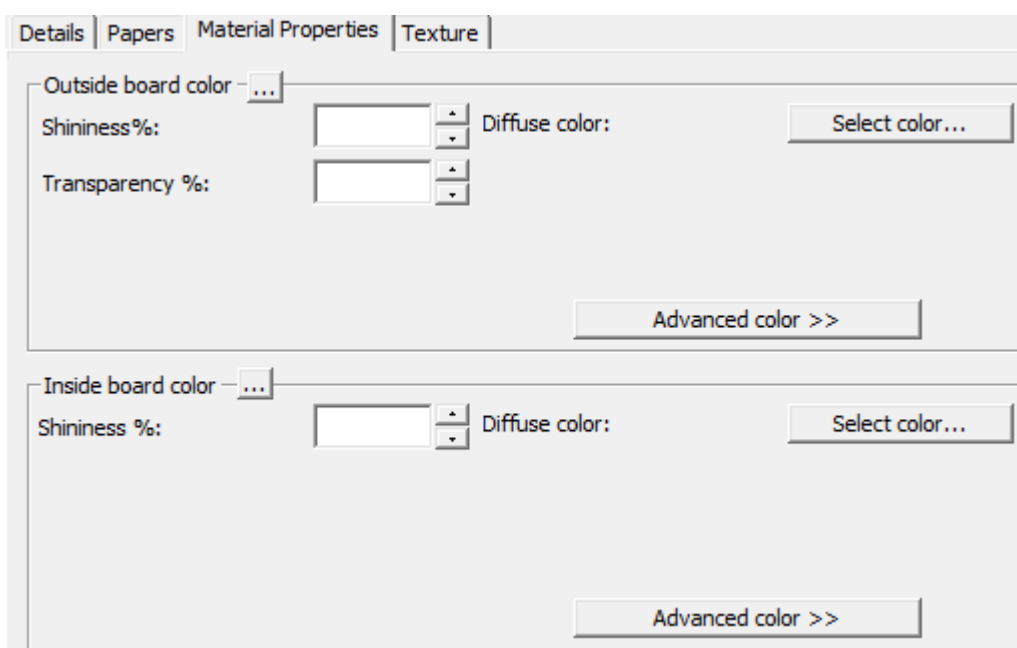 Details Papers Material Properties Texture
Outside board color ...
Shininess%: Diffuse color: Select color...
Transparency %:
Advanced color >>
Inside board color ...
Shininess %: Diffuse color: Select color...
Advanced color >>